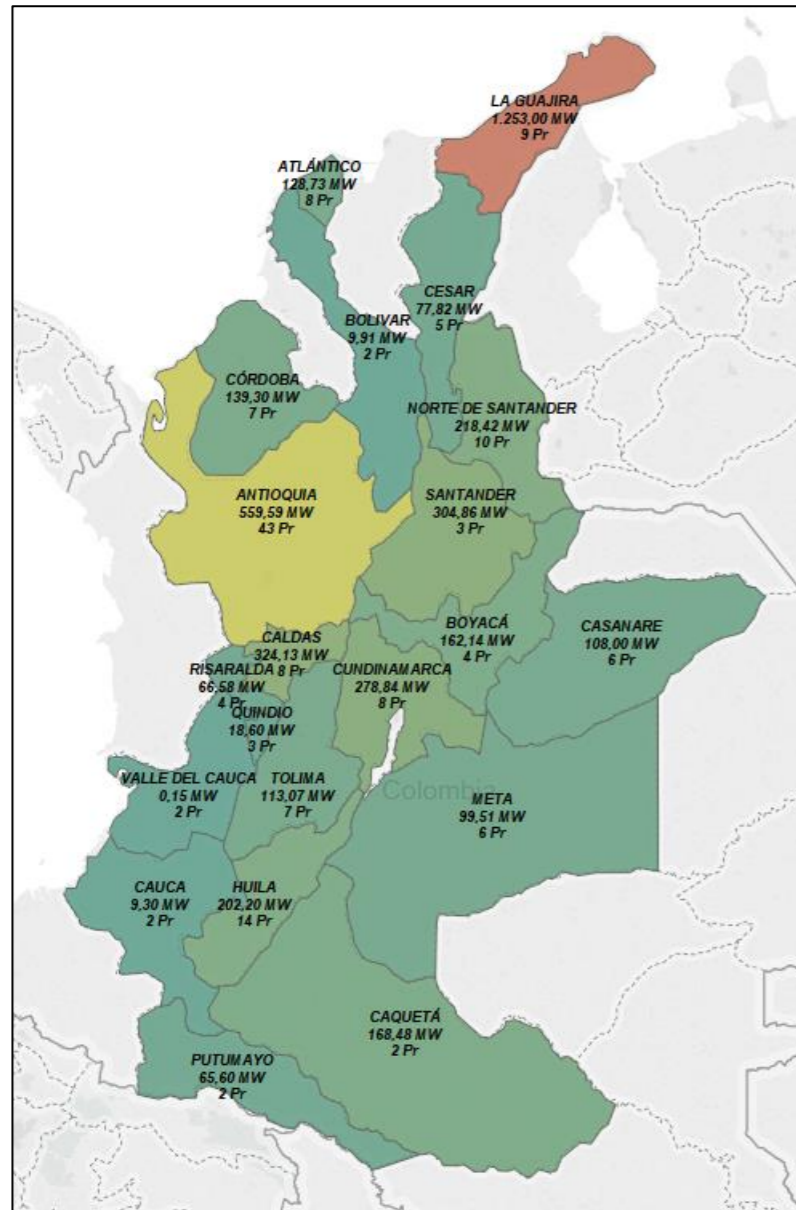 LA GUAJIRA
1.253,00 MW
9 Pr
ATLÁNTICO
128,73 MW
8 Pr
CESAR
77,82 MW
5 Pr
BOLIVAR
9,91 MW
2 Pr
CÓRDOBA
139,30 MW
7 Pr
NORTE DE SANTANDER
218,42 MW
10 Pr
ANTIOQUIA
559,59 MW
43 Pr
SANTANDER
304,86 MW
3 Pr
BOYACÁ
162,14 MW
4 Pr
CASANARE
108,00 MW
6 Pr
CALDAS
324,13 MW
8 Pr
RISARALDA
66,58 MW
4 Pr
CUNDINAMARCA
278,84 MW
8 Pr
QUINDIO
18,60 MW
3 Pr
VALLE DEL CAUCA
0,15 MW
2 Pr
TOLIMA
113,07 MW
7 Pr
Colombia
META
99,51 MW
6 Pr
CAUCA
9,30 MW
2 Pr
HUILA
202,20 MW
14 Pr
CAQUETÁ
168,48 MW
2 Pr
PUTUMAYO
65,60 MW
2 Pr